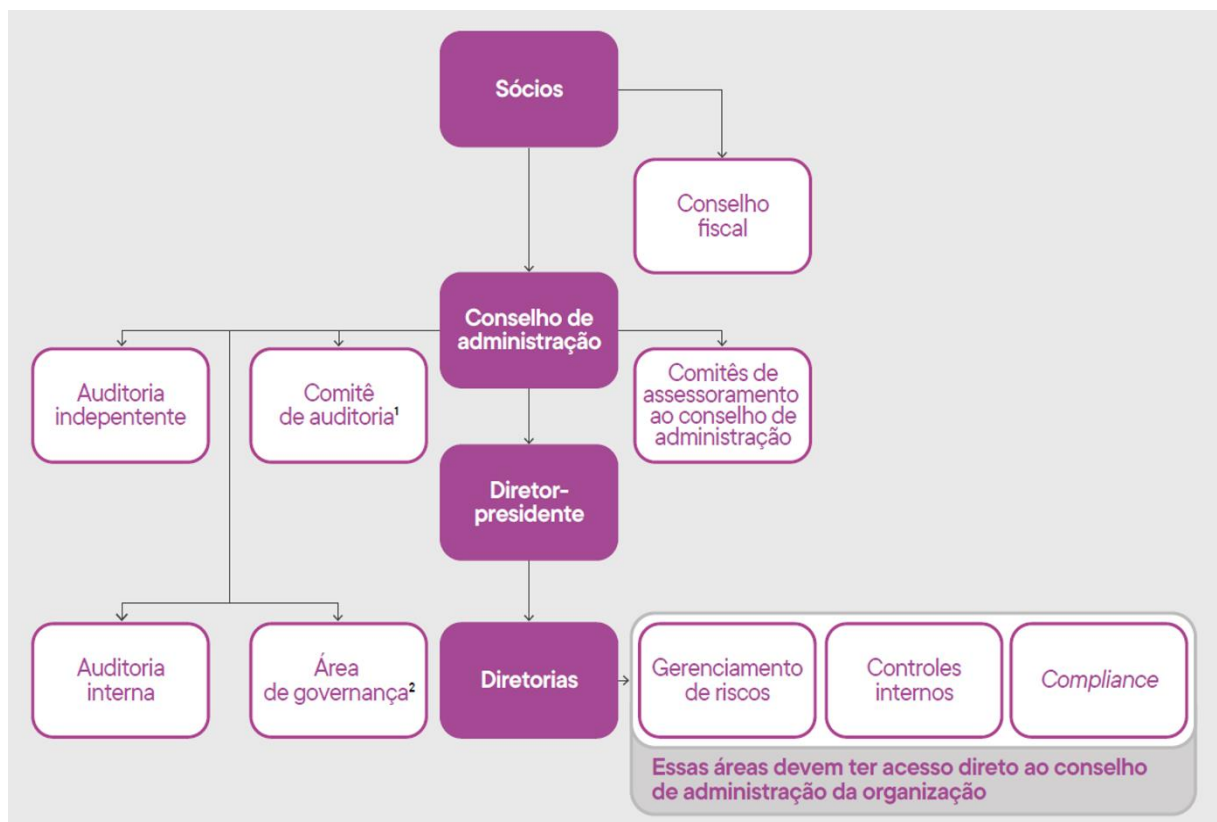 Sócios
Conselho
fiscal
Conselho de
administração
Auditoria
indepentente
Comitê
de auditoria¹
Comitês de
assessoramento
ao conselho de
administração
Diretor-
presidente
Auditoria
interna
Área
de governança²
Diretorias
Gerenciamento
de riscos
Controles
internos
Compliance
Essas áreas devem ter acesso direto ao conselho
de administração da organização